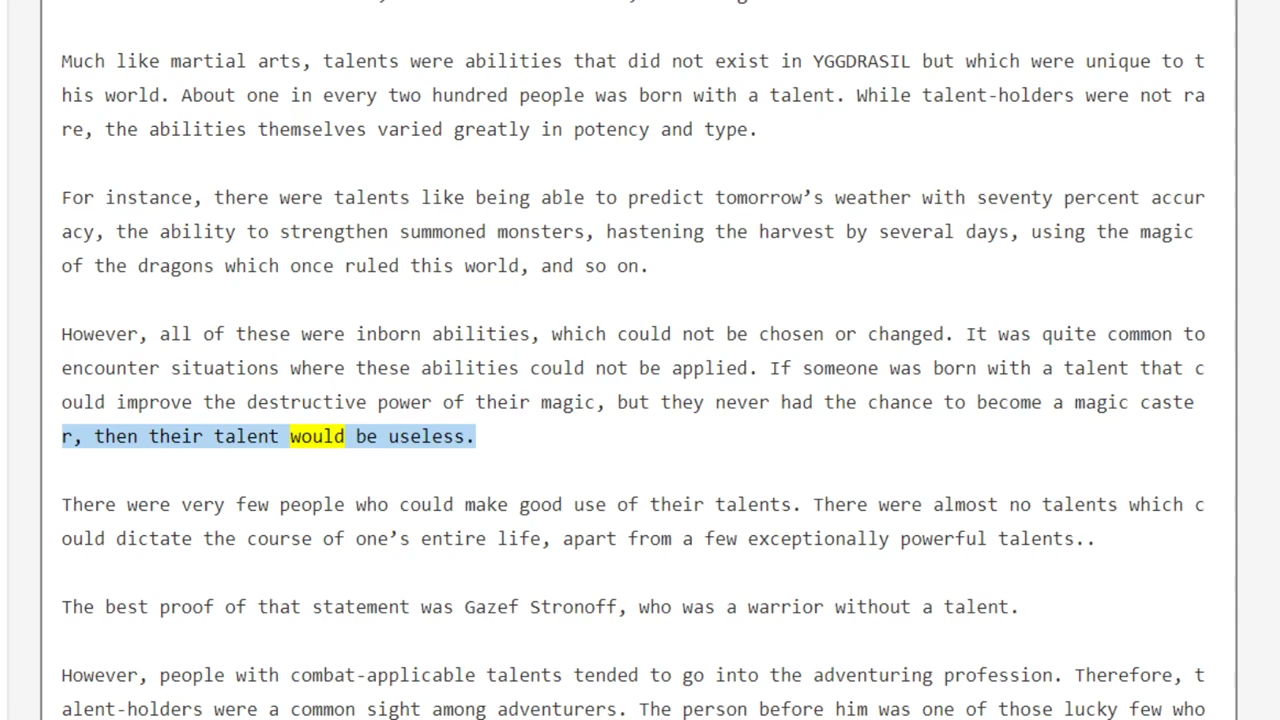 Much like martial arts, talents were abilities that did not exist in YGGDRASIL but which were unique to t
his world. About one in every two hundred people was born with a talent. While talent-holders were not ra
re, the abilities themselves varied greatly in potency and type.
For instance, there were talents like being able to predict tomorrow’s weather with seventy percent accur
acy, the ability to strengthen summoned monsters, hastening the harvest by several days, using the magic
of the dragons which once ruled this world, and so on.
However, all of these were inborn abilities, which could not be chosen or changed. It was quite common to
encounter situations where these abilities could not be applied. If someone was born with a talent that c
ould improve the destructive power of their magic, but they never had the chance to become a magic caste
r, then their talent would be useless.
There were very few people who could make good use of their talents. There were almost no talents which c
ould dictate the course of one’s entire life, apart from a few exceptionally powerful talents..
The best proof of that statement was Gazef Stronoff, who was a warrior without a talent.
However, people with combat-applicable talents tended to go into the adventuring profession. Therefore, t
alent-holders were a common sight among adventurers. The person before him was one of those lucky few who